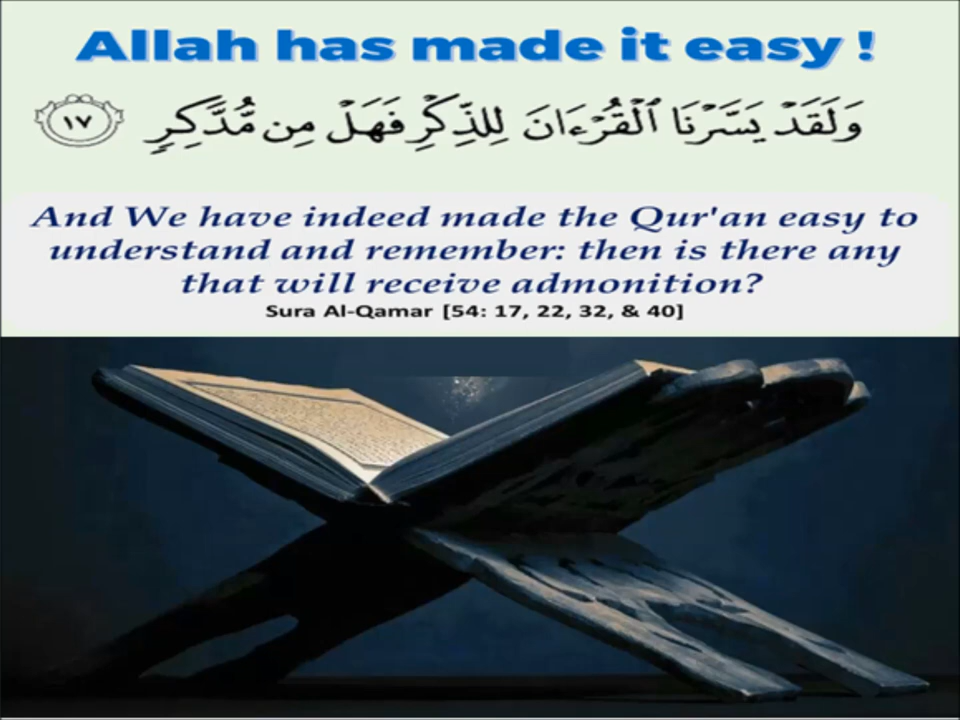 Allah has made it easy !
وَلَقَدْ يَسَّرْنَا ٱلْقُرْءَانَ لِلذِّكْرِ فَهَلْ مِن مُّدَّكِرٍ ١٧
And We have indeed made the Qur'an easy to
understand and remember: then is there any
that will receive admonition?
Sura Al-Qamar [54: 17, 22, 32, & 40]